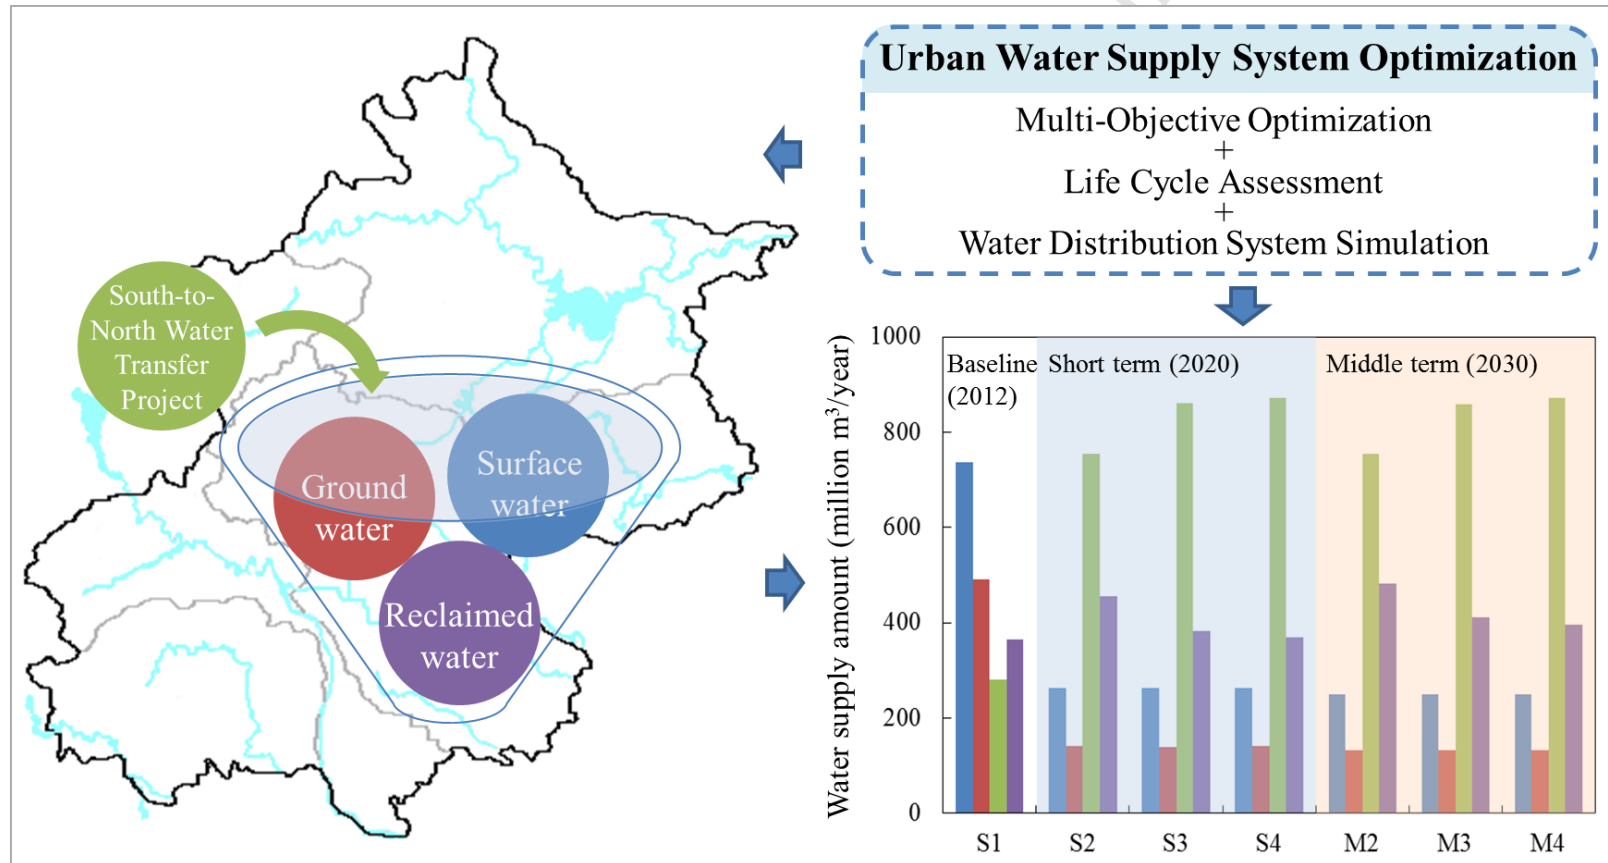 Urban Water Supply System Optimization
Multi-Objective Optimization
+
Life Cycle Assessment
+
Water Distribution System Simulation
South-to-
North Water
Transfer
Project
Ground
water
Surface
water
Reclaimed
water
Water supply amount (million m³/year)
1000
800
600
400
200
0
Baseline
(2012)
Short term (2020)
Middle term (2030)
S1
S2
S3
S4
M2
M3
M4